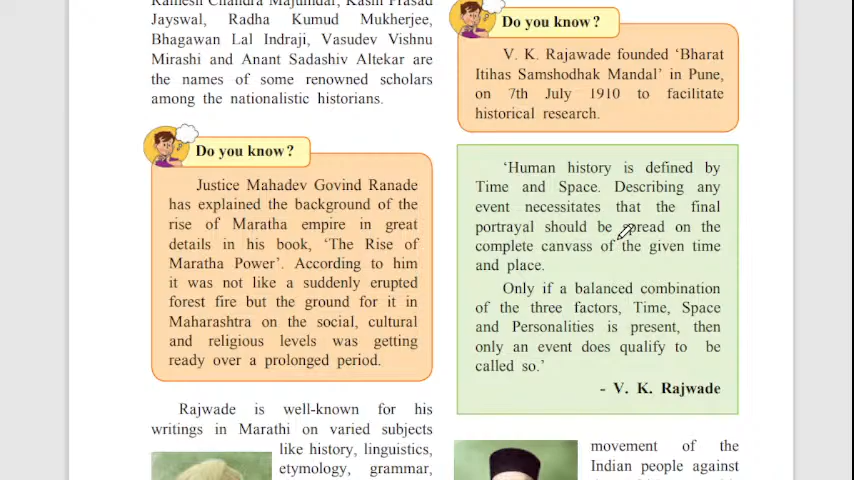 Ramesh Chandra Majumdar, Kashi Prasad
Jayswal, Radha Kumud Mukherjee,
Bhagawan Lal Indraji, Vasudev Vishnu
Mirashi and Anant Sadashiv Altekar are
the names of some renowned scholars
among the nationalistic historians.
Do you know?
Justice Mahadev Govind Ranade
has explained the background of the
rise of Maratha empire in great
details in his book, ‘The Rise of
Maratha Power’. According to him
it was not like a suddenly erupted
forest fire but the ground for it in
Maharashtra on the social, cultural
and religious levels was getting
ready over a prolonged period.
Rajwade is well-known for his
writings in Marathi on varied subjects
like history, linguistics,
etymology, grammar,
Do you know?
V. K. Rajawade founded ‘Bharat
Itihas Samshodhak Mandal’ in Pune,
on 7th July 1910 to facilitate
historical research.
‘Human history is defined by
Time and Space. Describing any
event necessitates that the final
portrayal should be spread on the
complete canvass of the given time
and place.
Only if a balanced combination
of the three factors, Time, Space
and Personalities is present, then
only an event does qualify to be
called so.’
- V. K. Rajwade
movement of the
Indian people against